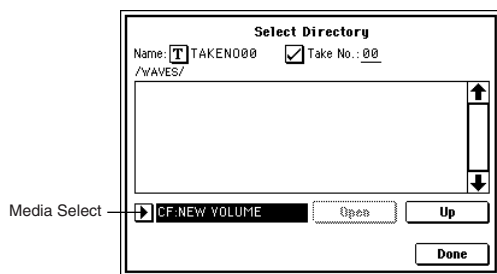 Select Directory
Name: T TAKENO00 Take No.: 00
/WAVES/
Media Select CF:NEW VOLUME Open Up
Done